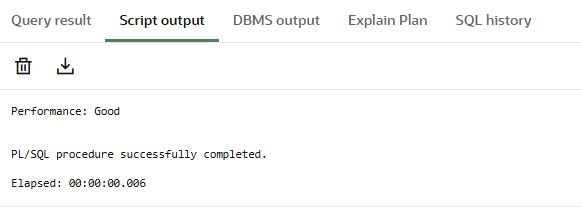 Query result Script output DBMS output Explain Plan SQL history
Performance: Good
PL/SQL procedure successfully completed.
Elapsed: 00:00:00.006